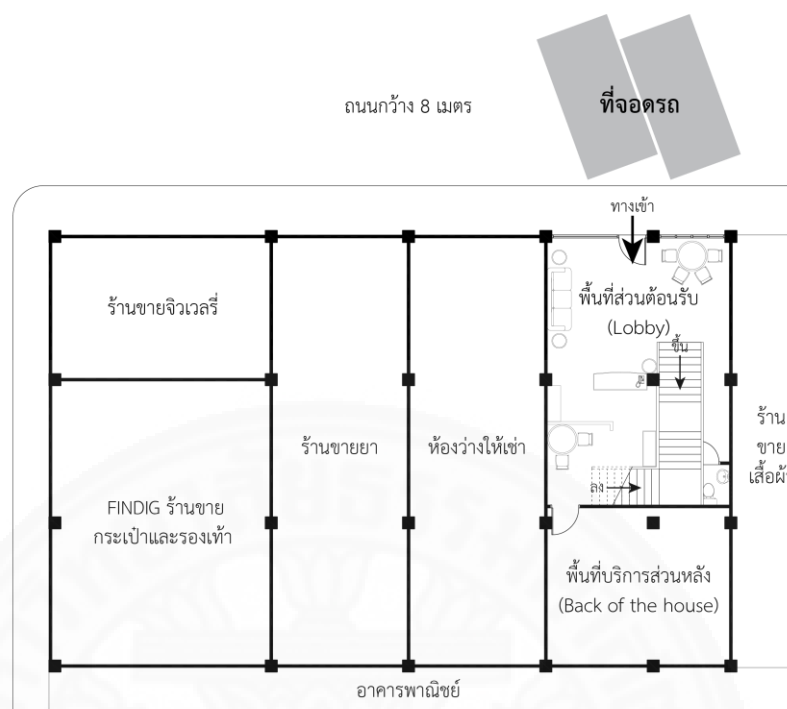 ถนนกว้าง 8 เมตร
ที่จอดรถ
ทางเข้า
ร้านขายจิวเวลรี่
พื้นที่ส่วนต้อนรับ
(Lobby)
ขึ้น
ร้านขายยา
ห้องว่างให้เช่า
ร้าน
ขาย
ลง
FINDIG ร้านขาย
กระเป๋าและรองเท้า
พื้นที่บริการส่วนหลัง
(Back of the house)
อาคารพาณิชย์